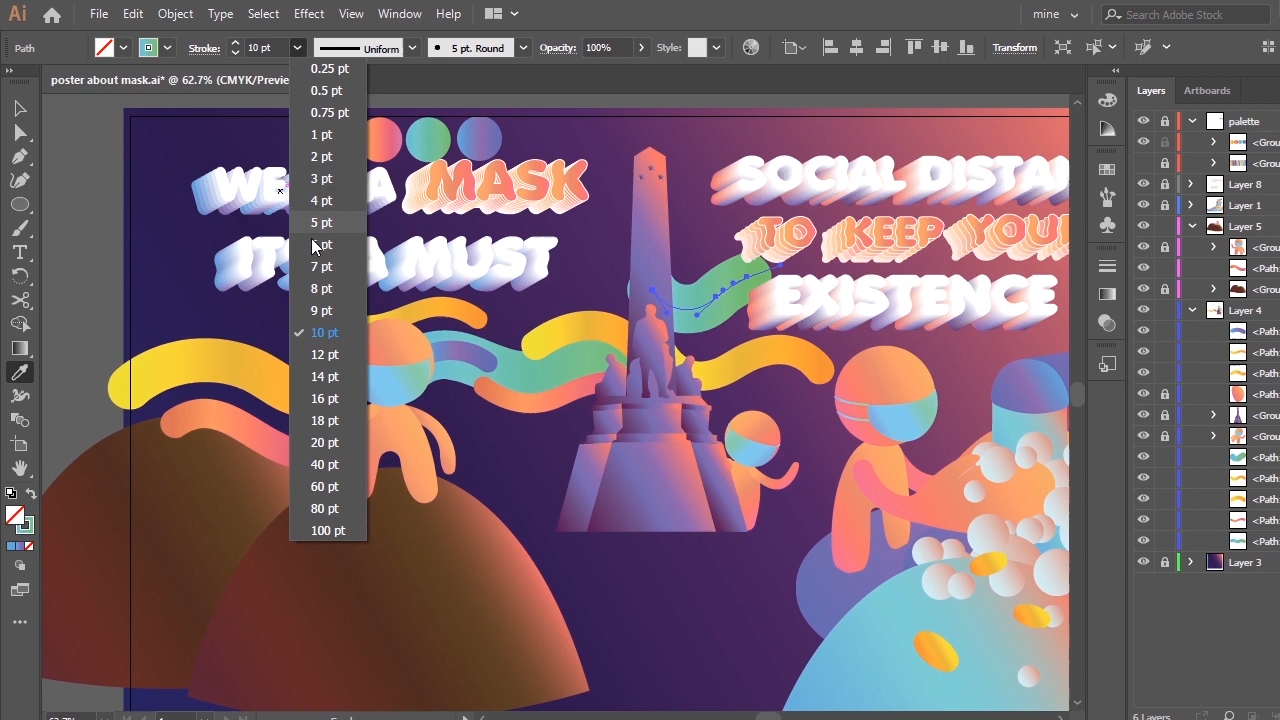 Ai File Edit Object Type Select Effect View Window Help mine Search Adobe Stock
Path Stroke: 10 pt Uniform 5 pt. Round Opacity: 100% Style: Transform
poster about mask.ai* @ 62.7% (CMYK/Preview
0.25 pt
0.5 pt
0.75 pt
1 pt
2 pt
3 pt
4 pt
5 pt
pt
7 pt
8 pt
9 pt
10 pt
12 pt
14 pt
16 pt
18 pt
20 pt
40 pt
60 pt
80 pt
100 pt
WE A MASK
IT A MUST
SOCIAL DISTAN
TO KEEP YOUR
EXISTENCE
Layers Artboards
palette
<Grou
<Grou
Layer 8
Layer 1
Layer 5
<Grou
<Path
<Grou
Layer 4
<Path
<Path
<Path
<Path
<Grou
<Grou
<Path
<Path
<Path
<Path
<Path
Layer 3
6 Layers